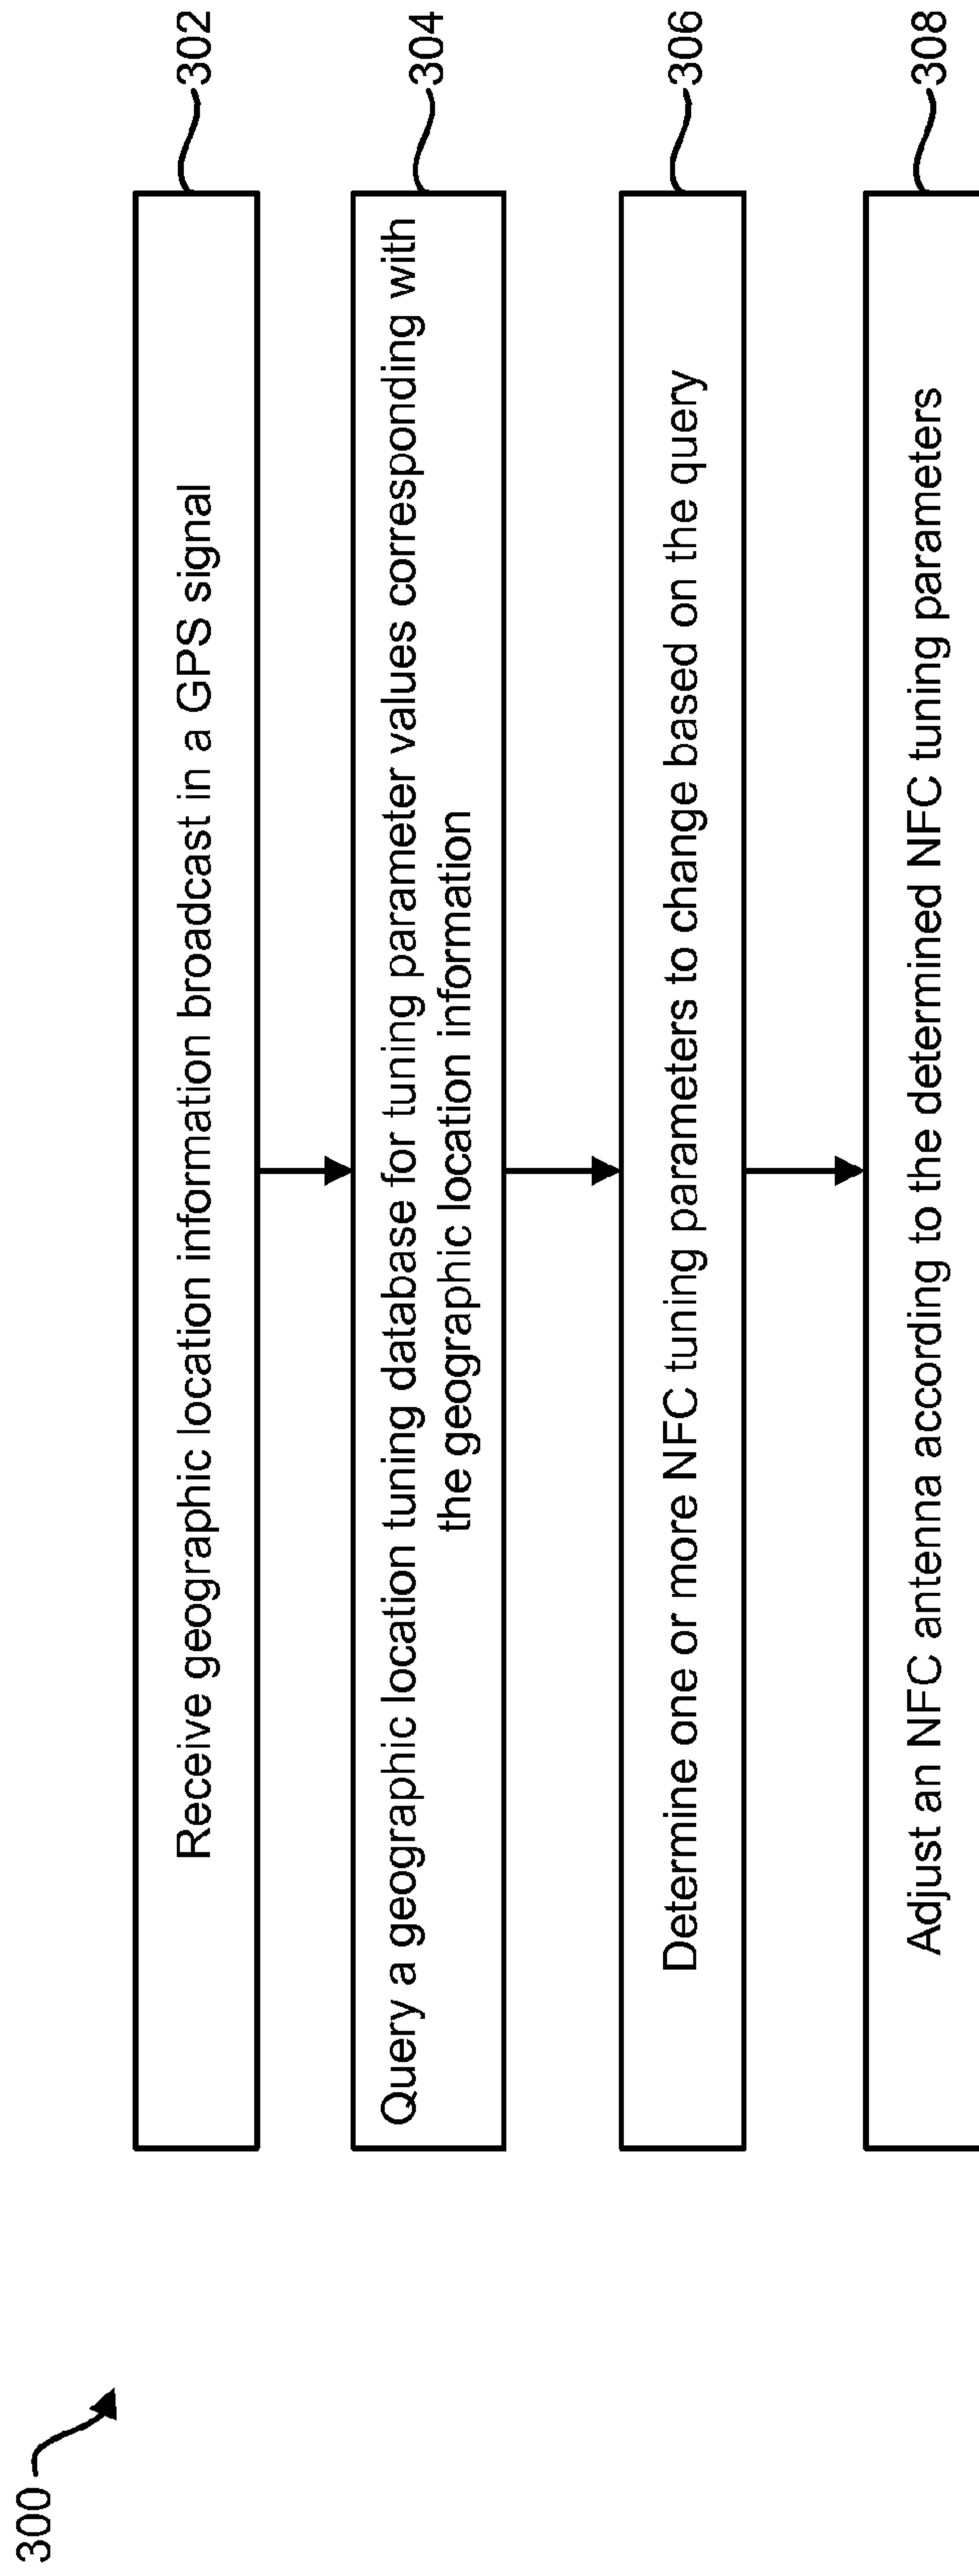 300
Receive geographic location information broadcast in a GPS signal
302
Query a geographic location tuning database for tuning parameter values corresponding with
the geographic location information
304
Determine one or more NFC tuning parameters to change based on the query
306
Adjust an NFC antenna according to the determined NFC tuning parameters
308